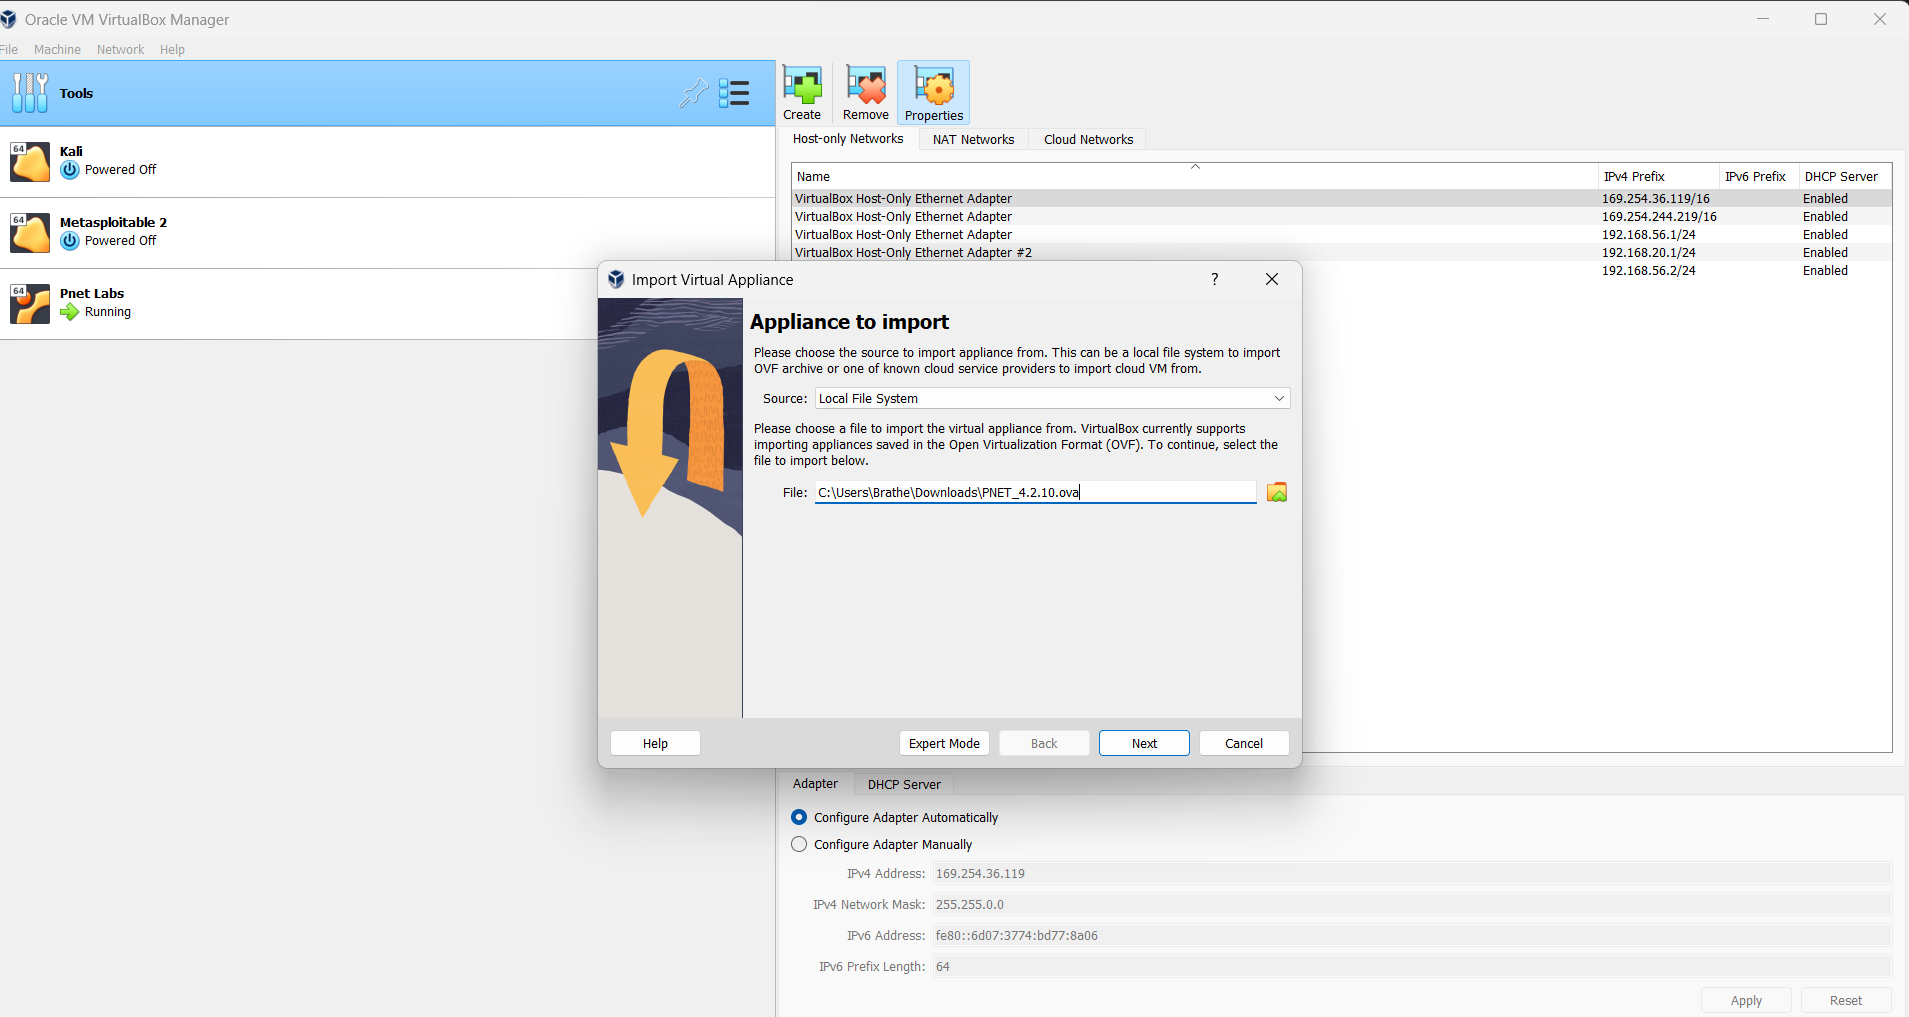 Oracle VM VirtualBox Manager
File Machine Network Help
Tools
Create Remove Properties
64 Kali
Powered Off
64 Metasploitable 2
Powered Off
64 Pnet Labs
Running
Host-only Networks NAT Networks Cloud Networks
Name IPv4 Prefix IPv6 Prefix DHCP Server
VirtualBox Host-Only Ethernet Adapter 169.254.36.119/16 Enabled
VirtualBox Host-Only Ethernet Adapter 169.254.244.219/16 Enabled
VirtualBox Host-Only Ethernet Adapter 192.168.56.1/24 Enabled
VirtualBox Host-Only Ethernet Adapter #2 192.168.20.1/24 Enabled
192.168.56.2/24 Enabled
Import Virtual Appliance ?
Appliance to import
Please choose the source to import appliance from. This can be a local file system to import
OVF archive or one of known cloud service providers to import cloud VM from.
Source: Local File System
Please choose a file to import the virtual appliance from. VirtualBox currently supports
importing appliances saved in the Open Virtualization Format (OVF). To continue, select the
file to import below.
File: C:\Users\Brathe\Downloads\PNET_4.2.10.ova
Help Expert Mode Back Next Cancel
Adapter DHCP Server
Configure Adapter Automatically
Configure Adapter Manually
IPv4 Address: 169.254.36.119
IPv4 Network Mask: 255.255.0.0
IPv6 Address: fe80::6d07:3774:bd77:8a06
IPv6 Prefix Length: 64
Apply Reset